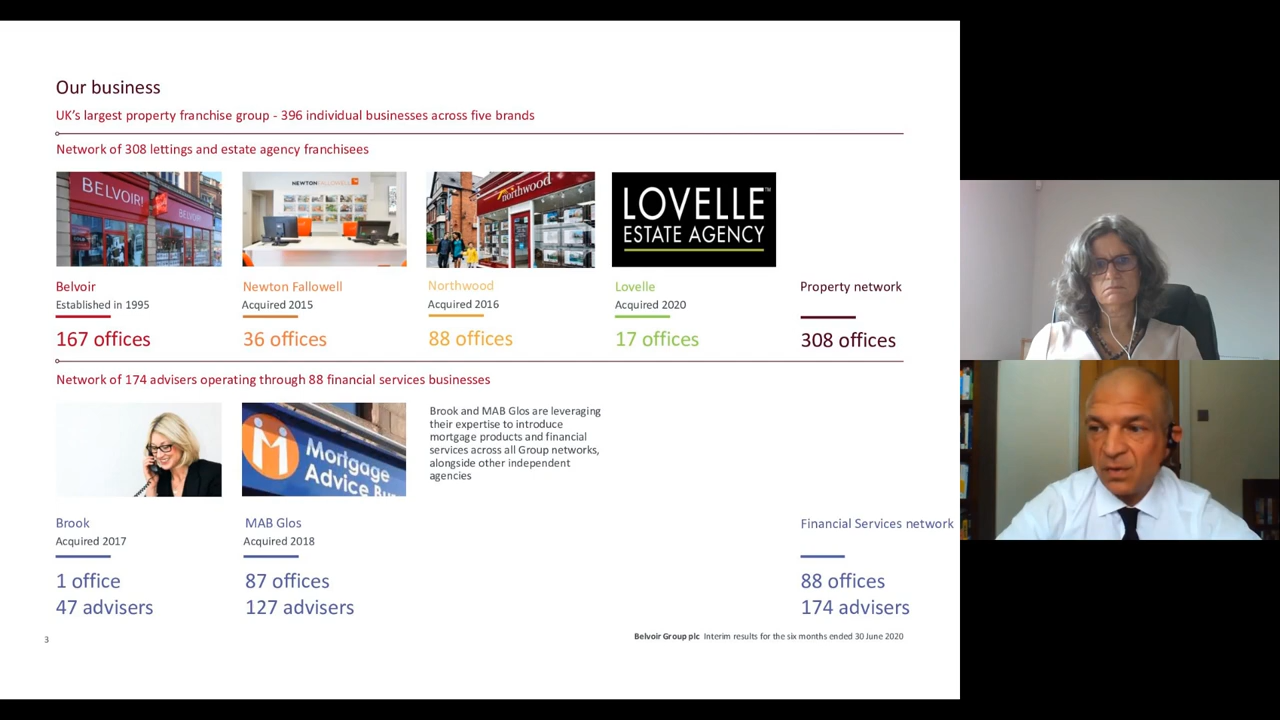 Our business
UK's largest property franchise group - 396 individual businesses across five brands
Network of 308 lettings and estate agency franchisees
BELVOIR!
BELVOIR!
NEWTONFALLOWELL
northwood
LOVELLE™
ESTATE AGENCY
Belvoir
Established in 1995
167 offices
Newton Fallowell
Acquired 2015
36 offices
Northwood
Acquired 2016
88 offices
Lovelle
Acquired 2020
17 offices
Property network
308 offices
Network of 174 advisers operating through 88 financial services businesses
Mortgage
Advice Bur
Brook and MAB Glos are leveraging
their expertise to introduce
mortgage products and financial
services across all Group networks,
alongside other independent
agencies
Brook
Acquired 2017
1 office
47 advisers
MAB Glos
Acquired 2018
87 offices
127 advisers
Financial Services network
88 offices
174 advisers
3
Belvoir Group plc Interim results for the six months ended 30 June 2020